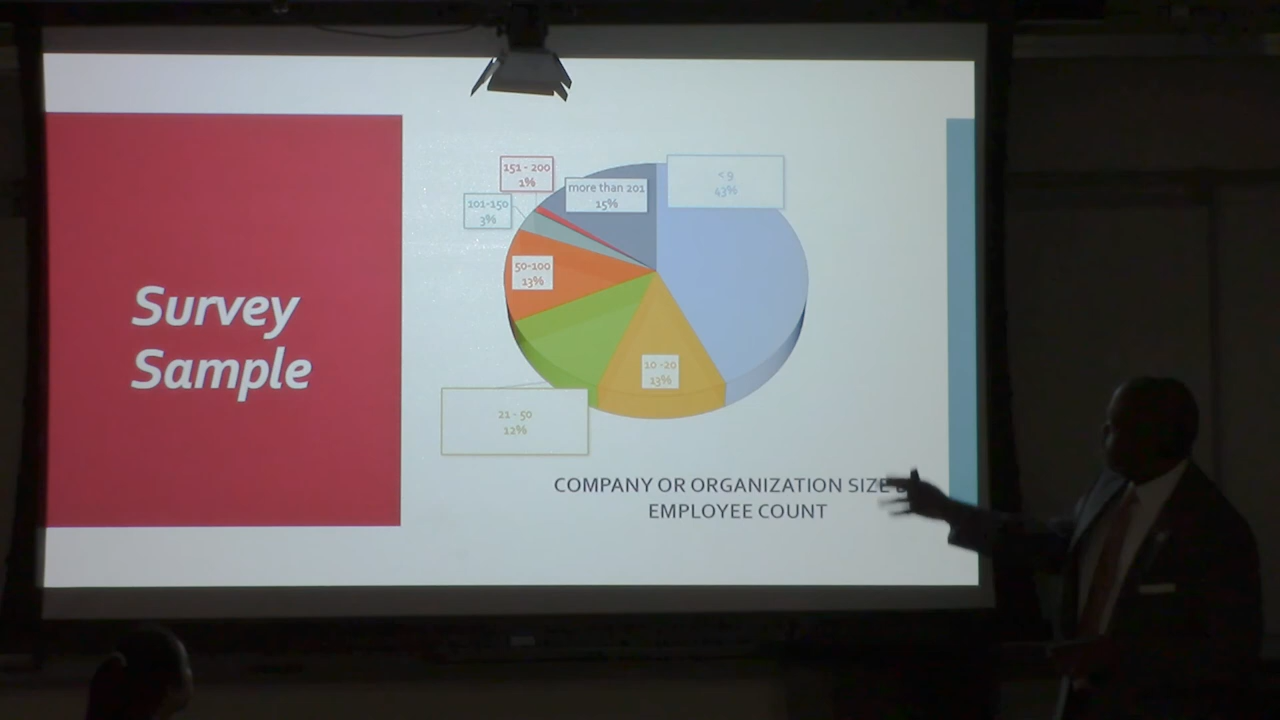 Survey
Sample
151 - 200
1%
more than 201
15%
< 9
43%
101-150
3%
50-100
13%
10 -20
13%
21 - 50
12%
COMPANY OR ORGANIZATION SIZE
EMPLOYEE COUNT